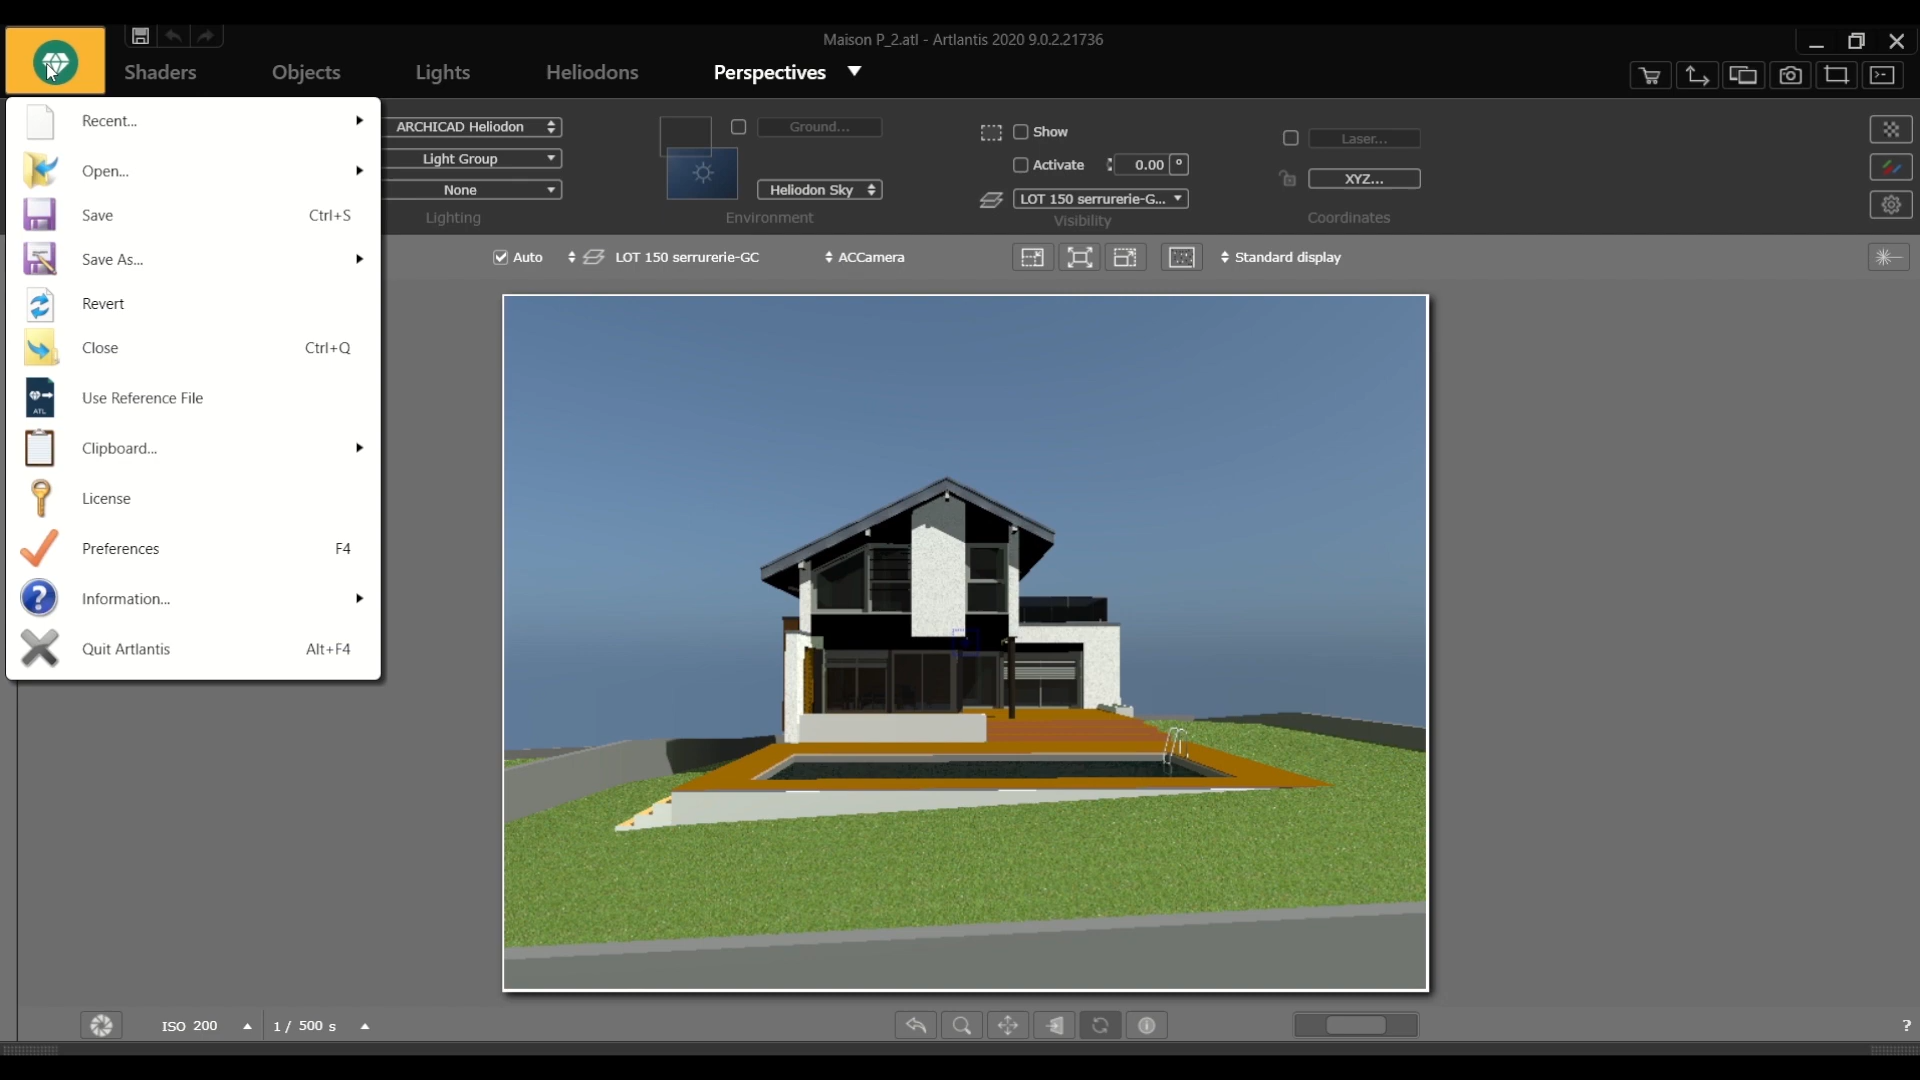 Maison P_2.atl - Artlantis 2020 9.0.2.21736
Shaders
Objects
Lights
Heliodons
Perspectives
Recent...
Open...
Save Ctrl+S
Save As...
Revert
Close Ctrl+Q
Use Reference File
ATL
Clipboard...
License
Preferences F4
Information...
Quit Artlantis Alt+F4
ARCHICAD Heliodon
Light Group
None
Lighting
Ground...
Heliodon Sky
Environment
Show
Activate 0.00 °
LOT 150 serrurerie-G...
Visibility
Laser...
XYZ...
Coordinates
Auto
LOT 150 serrurerie-GC
ACCamera
Standard display
ISO 200
1 / 500 s
?